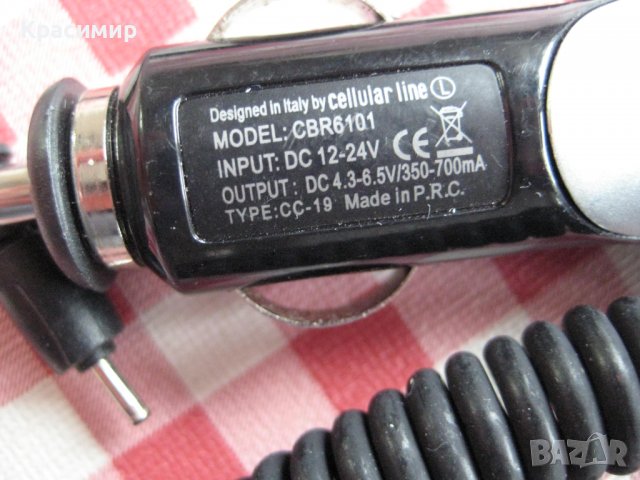 Красимир
Designed in Italy by cellular line L
MODEL: CBR6101
INPUT: DC 12-24V CE
OUTPUT : DC 4.3-6.5V/350-700mA
TYPE:CC-19 Made in P.R.C.
BAZAR